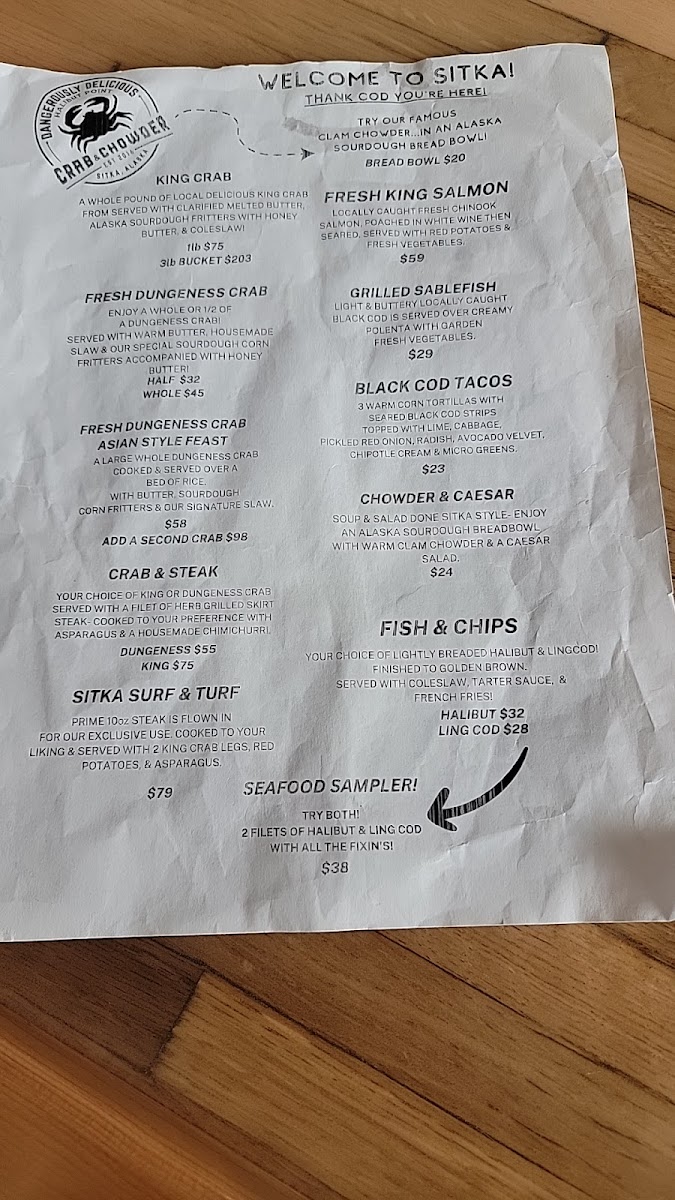 DANGEROUSLY DELICIOUS
HALIBUT POINT
CRAB & CHOWDER
SITKA, ALASKA
WELCOME TO SITKA!
THANK COD YOU'RE HERE!
TRY OUR FAMOUS
CLAM CHOWDER...IN AN ALASKA
SOURDOUGH BREAD BOWL!
BREAD BOWL $20
KING CRAB
A WHOLE POUND OF LOCAL DELICIOUS KING CRAB
FROM SERVED WITH CLARIFIED MELTED BUTTER,
ALASKA SOURDOUGH FRITTERS WITH HONEY
BUTTER, & COLESLAW!
1lb $75
3lb BUCKET $203
FRESH DUNGENESS CRAB
ENJOY A WHOLE OR 1/2 OF
A DUNGENESS CRAB!
SERVED WITH WARM BUTTER, HOUSEMADE
SLAW & OUR SPECIAL SOURDOUGH CORN
FRITTERS ACCOMPANIED WITH HONEY
BUTTER!
HALF $32
WHOLE $45
FRESH DUNGENESS CRAB
ASIAN STYLE FEAST
A LARGE WHOLE DUNGENESS CRAB
COOKED & SERVED OVER A
BED OF RICE.
WITH BUTTER, SOURDOUGH
CORN FRITTERS & OUR SIGNATURE SLAW.
$58
ADD A SECOND CRAB $98
CRAB & STEAK
YOUR CHOICE OF KING OR DUNGENESS CRAB
SERVED WITH A FILET OF HERB GRILLED SKIRT
STEAK- COOKED TO YOUR PREFERENCE WITH
ASPARAGUS & A HOUSEMADE CHIMICHURRI.
DUNGENESS $55
KING $75
SITKA SURF & TURF
PRIME 10oz STEAK IS FLOWN IN
FOR OUR EXCLUSIVE USE. COOKED TO YOUR
LIKING & SERVED WITH 2 KING CRAB LEGS, RED
POTATOES, & ASPARAGUS.
$79
FRESH KING SALMON
LOCALLY CAUGHT FRESH CHINOOK
SALMON, POACHED IN WHITE WINE THEN
SEARED. SERVED WITH RED POTATOES &
FRESH VEGETABLES.
$59
GRILLED SABLEFISH
LIGHT & BUTTERY LOCALLY CAUGHT
BLACK COD IS SERVED OVER CREAMY
POLENTA WITH GARDEN
FRESH VEGETABLES.
$29
BLACK COD TACOS
3 WARM CORN TORTILLAS WITH
SEARED BLACK COD STRIPS
TOPPED WITH LIME, CABBAGE,
PICKLED RED ONION, RADISH, AVOCADO VELVET,
CHIPOTLE CREAM & MICRO GREENS.
$23
CHOWDER & CAESAR
SOUP & SALAD DONE SITKA STYLE- ENJOY
AN ALASKA SOURDOUGH BREADBOWL
WITH WARM CLAM CHOWDER & A CAESAR
SALAD.
$24
FISH & CHIPS
YOUR CHOICE OF LIGHTLY BREADED HALIBUT & LINGCOD!
FINISHED TO GOLDEN BROWN.
SERVED WITH COLESLAW, TARTER SAUCE, &
FRENCH FRIES!
HALIBUT $32
LING COD $28
SEAFOOD SAMPLER!
TRY BOTH!
2 FILETS OF HALIBUT & LING COD
WITH ALL THE FIXIN'S!
$38